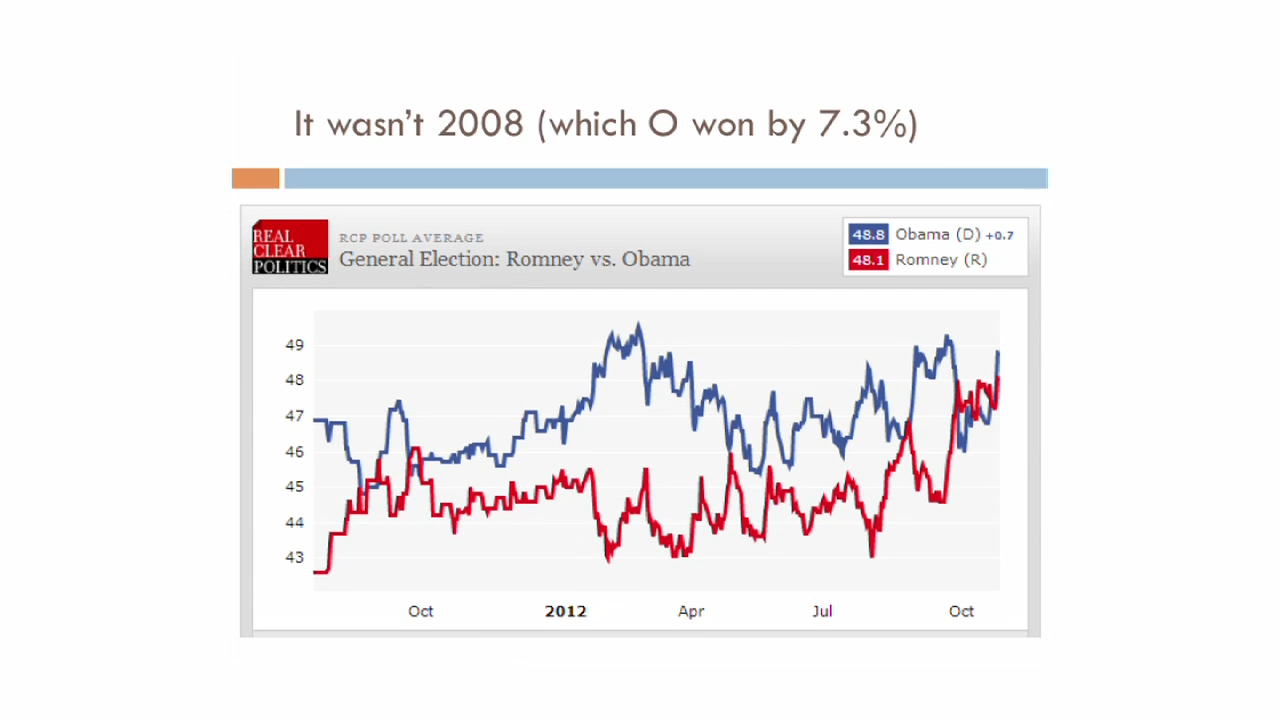 It wasn't 2008 (which O won by 7.3%)
REAL
CLEAR
POLITICS
RCP POLL AVERAGE
General Election: Romney vs. Obama
48.8 Obama (D) +0.7
48.1 Romney (R)
49
48
47
46
45
44
43
Oct 2012 Apr Jul Oct